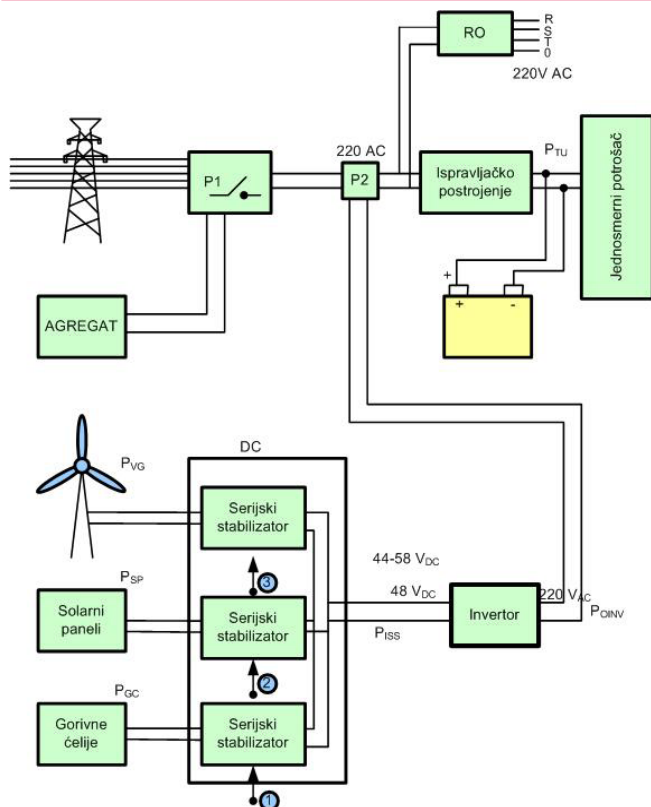 RO
R
S
T
0
220V AC
P1
220 AC
P2
Ispravljačko
postrojenje
PTU
Jednosmerni potrošač
AGREGAT
+
+
-
DC
PVG
Serijski
stabilizator
3
44-58 VDC
48 VDC
PSP
Solarni
paneli
Serijski
stabilizator
PISS
Invertor
220 VAC
POINV
2
PGC
Gorivne
ćelije
Serijski
stabilizator
1